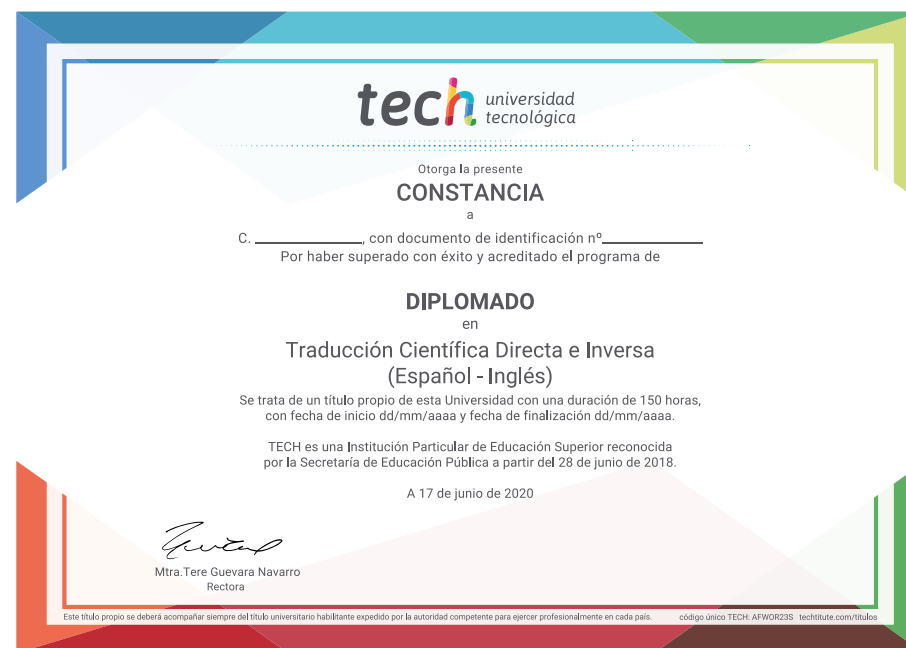 tech universidad
tecnológica
Otorga la presente
CONSTANCIA
a
C. ____________, con documento de identificación nº____________
Por haber superado con éxito y acreditado el programa de
DIPLOMADO
en
Traducción Científica Directa e Inversa
(Español - Inglés)
Se trata de un título propio de esta Universidad con una duración de 150 horas,
con fecha de inicio dd/mm/aaaa y fecha de finalización dd/mm/aaaa.
TECH es una Institución Particular de Educación Superior reconocida
por la Secretaría de Educación Pública a partir del 28 de junio de 2018.
A 17 de junio de 2020
Mtra.Tere Guevara Navarro
Rectora
Este título propio se deberá acompañar siempre del título universitario habilitante expedido por la autoridad competente para ejercer profesionalmente en cada país. código único TECH: AFWOR23S techtitute.com/titulos